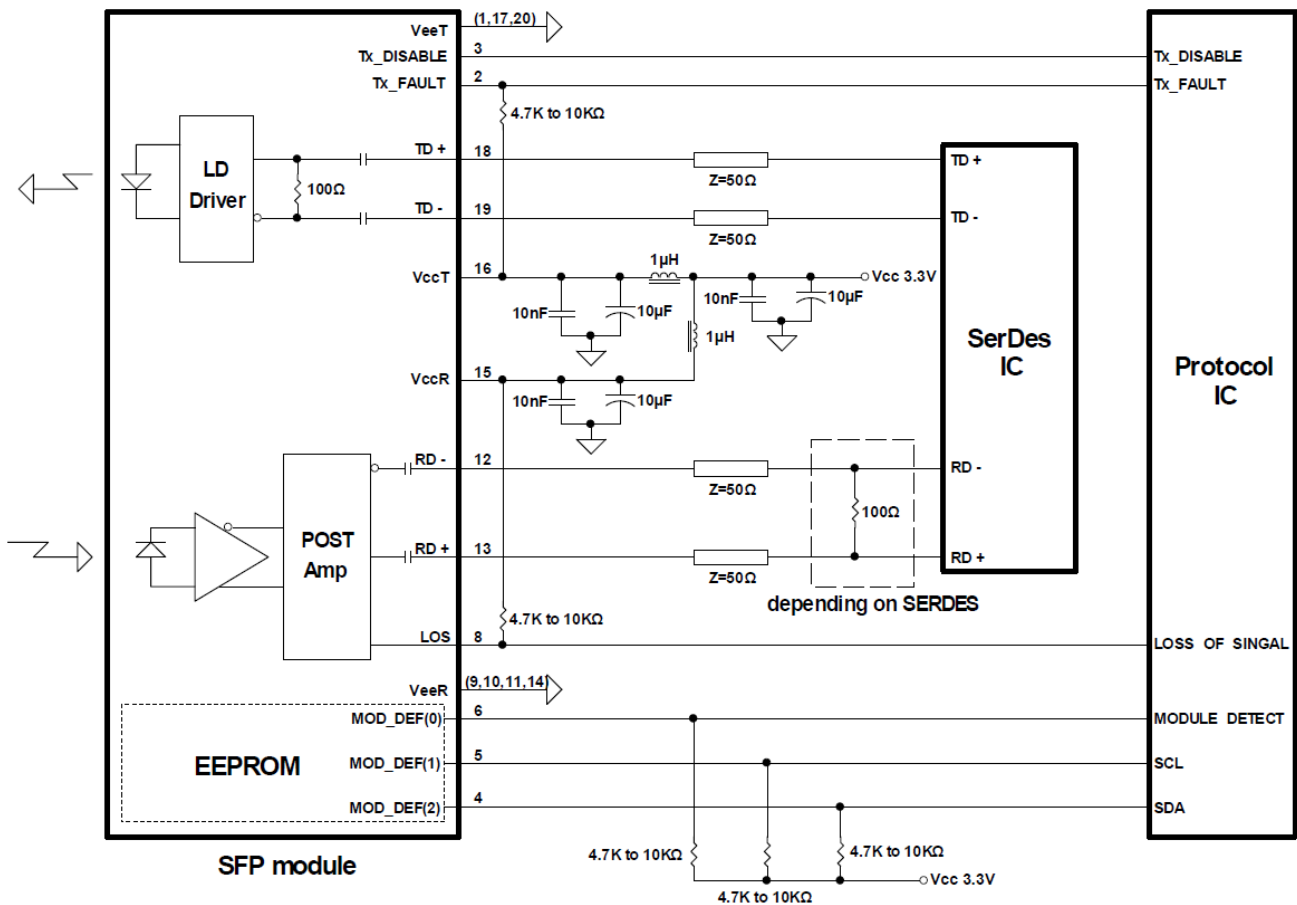 VeeT
(1,17,20)
Tx_DISABLE
3
Tx_DISABLE
Tx_FAULT
2
Tx_FAULT
4.7K to 10KΩ
LD
Driver
100Ω
TD +
18
Z=50Ω
TD +
TD -
19
Z=50Ω
TD -
VccT
16
1µH
Vcc 3.3V
10nF
10µF
10nF
10µF
1µH
SerDes
IC
Protocol
IC
VccR
15
10nF
10µF
RD -
12
Z=50Ω
RD -
100Ω
POST
Amp
RD +
13
Z=50Ω
RD +
depending on SERDES
4.7K to 10KΩ
LOS
8
LOSS OF SINGAL
VeeR
(9,10,11,14)
EEPROM
MOD_DEF(0)
6
MODULE DETECT
MOD_DEF(1)
5
SCL
MOD_DEF(2)
4
SDA
4.7K to 10KΩ
4.7K to 10KΩ
4.7K to 10KΩ
Vcc 3.3V
SFP module